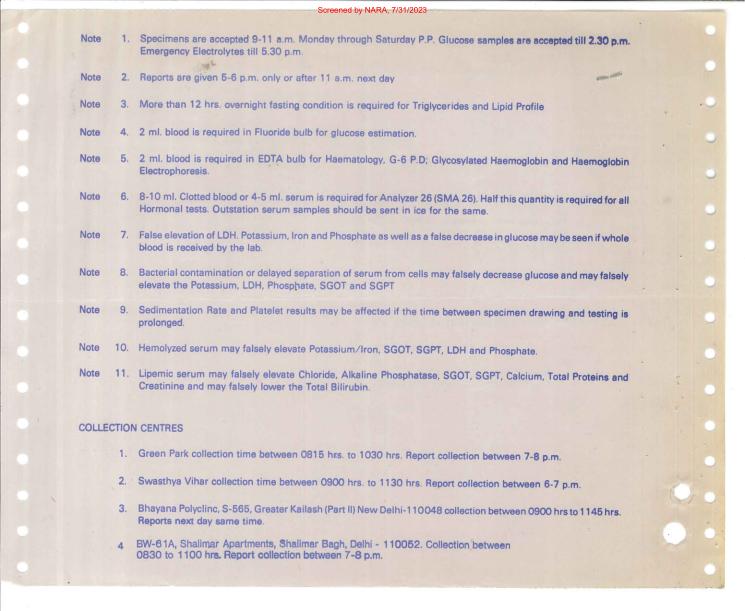 Screened by NARA, 7/31/2023
Note 1. Specimens are accepted 9-11 a.m. Monday through Saturday P.P. Glucose samples are accepted till 2.30 p.m.
Emergency Electrolytes till 5.30 p.m.
Note 2. Reports are given 5-6 p.m. only or after 11 a.m. next day
Note 3. More than 12 hrs. overnight fasting condition is required for Triglycerides and Lipid Profile
Note 4. 2 ml. blood is required in Fluoride bulb for glucose estimation.
Note 5. 2 ml. blood is required in EDTA bulb for Haematology, G-6 P.D; Glycosylated Haemoglobin and Haemoglobin
Electrophoresis.
Note 6. 8-10 ml. Clotted blood or 4-5 ml. serum is required for Analyzer 26 (SMA 26). Half this quantity is required for all
Hormonal tests. Outstation serum samples should be sent in ice for the same.
Note 7. False elevation of LDH. Potassium, Iron and Phosphate as well as a false decrease in glucose may be seen if whole
blood is received by the lab.
Note 8. Bacterial contamination or delayed separation of serum from cells may falsely decrease glucose and may falsely
elevate the Potassium, LDH, Phosphate, SGOT and SGPT
Note 9. Sedimentation Rate and Platelet results may be affected if the time between specimen drawing and testing is
prolonged.
Note 10. Hemolyzed serum may falsely elevate Potassium/Iron, SGOT, SGPT, LDH and Phosphate.
Note 11. Lipemic serum may falsely elevate Chloride, Alkaline Phosphatase, SGOT, SGPT, Calcium, Total Proteins and
Creatinine and may falsely lower the Total Bilirubin.
COLLECTION CENTRES
1. Green Park collection time between 0815 hrs. to 1030 hrs. Report collection between 7-8 p.m.
2. Swasthya Vihar collection time between 0900 hrs. to 1130 hrs. Report collection between 6-7 p.m.
3. Bhayana Polyclinc, S-565, Greater Kailash (Part II) New Delhi-110048 collection between 0900 hrs to 1145 hrs.
Reports next day same time.
4 BW-61A, Shalimar Apartments, Shalimar Bagh, Delhi - 110052. Collection between
0830 to 1100 hrs. Report collection between 7-8 p.m.